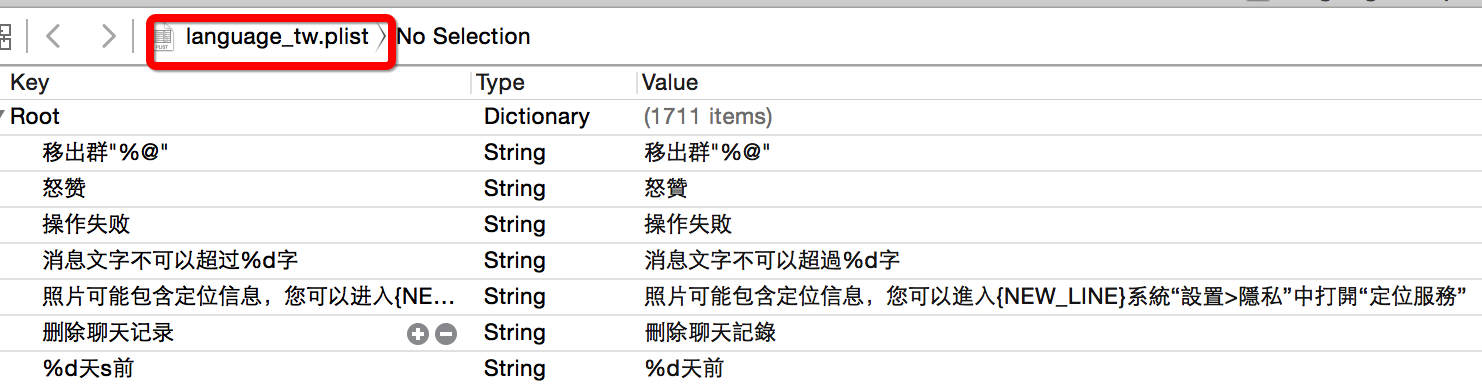 language_tw.plist 〉 No Selection
Key Type Value
Root Dictionary (1711 items)
移出群"%@" String 移出群"%@"
怒赞 String 怒贊
操作失败 String 操作失敗
消息文字不可以超过%d字 String 消息文字不可以超過%d字
照片可能包含定位信息，您可以进入{NE... String 照片可能包含定位信息，您可以進入{NEW_LINE}系統“設置>隱私”中打開“定位服務”
删除聊天记录 String 刪除聊天記錄
%d天s前 String %d天前